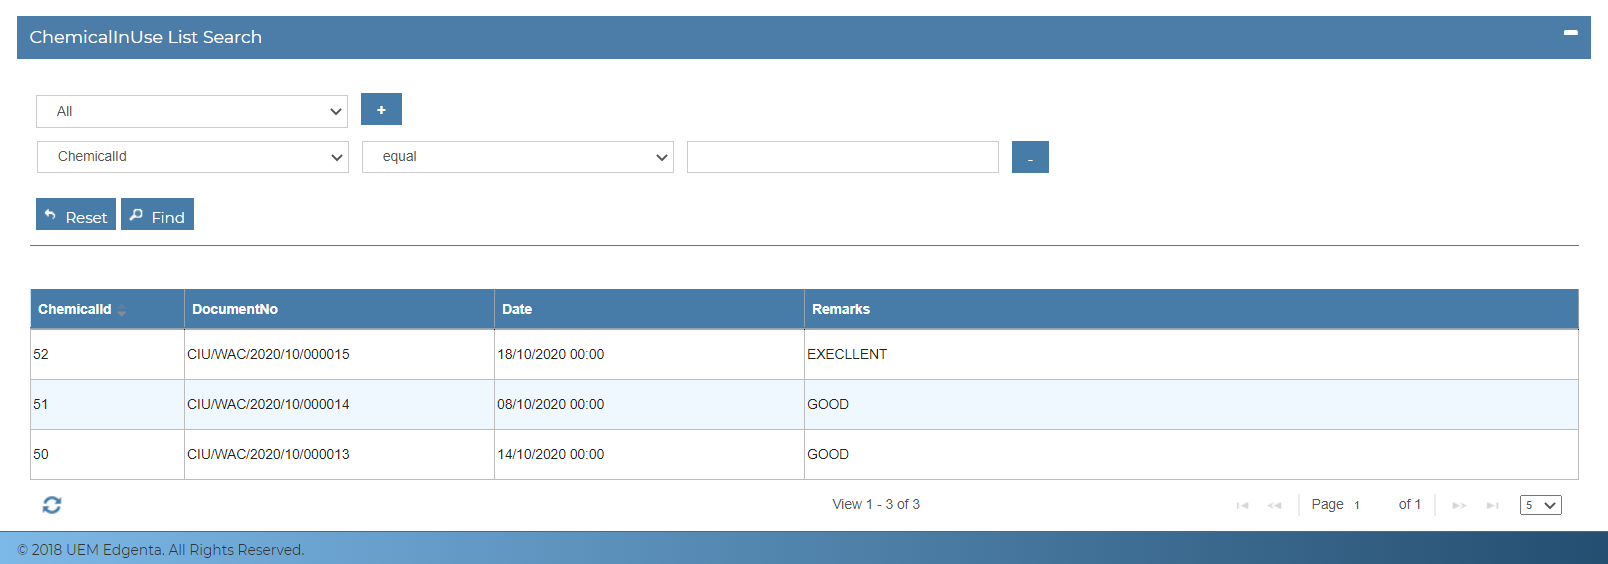 ChemicalInUse List Search
All
+
ChemicalId equal -
Reset Find
ChemicalId DocumentNo Date Remarks
52 CIU/WAC/2020/10/000015 18/10/2020 00:00 EXECLLENT
51 CIU/WAC/2020/10/000014 08/10/2020 00:00 GOOD
50 CIU/WAC/2020/10/000013 14/10/2020 00:00 GOOD
View 1 - 3 of 3 Page 1 of 1 5
© 2018 UEM Edgenta. All Rights Reserved.